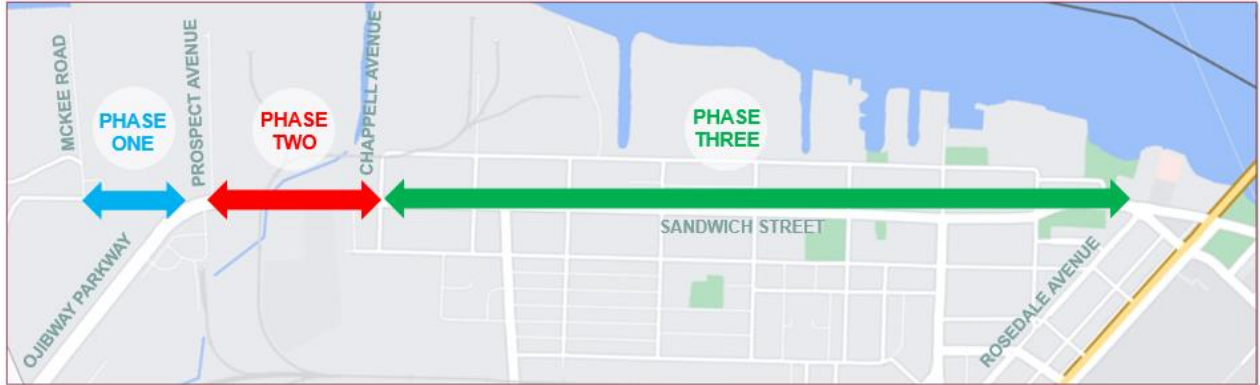 MCKEE ROAD
PHASE
ONE
PROSPECT AVENUE
PHASE
TWO
CHAPPELL AVENUE
PHASE
THREE
SANDWICH STREET
OJIBWAY PARKWAY
ROSEDALE AVENUE